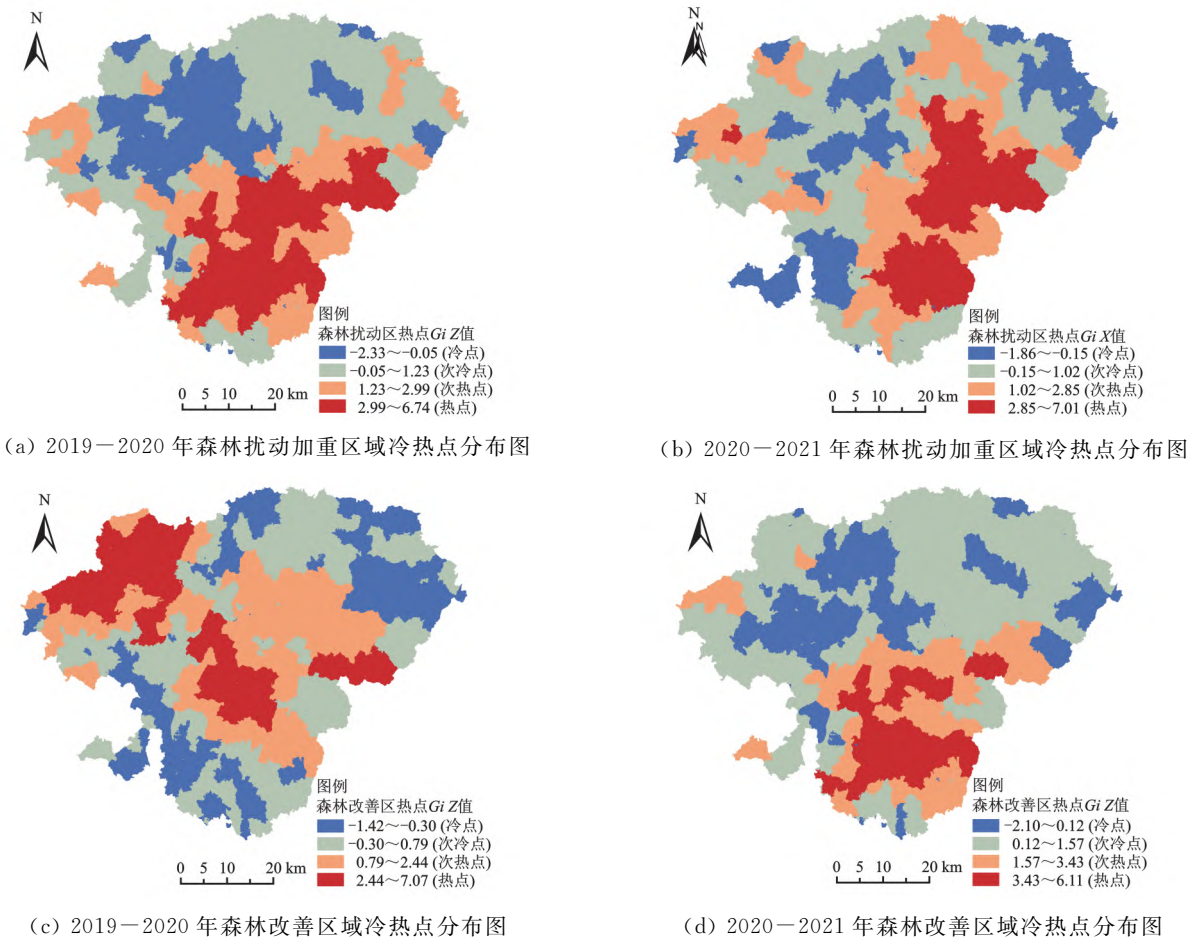 N
图例
森林扰动区热点Gi Z值
-2.33~-0.05 (冷点)
-0.05~1.23 (次冷点)
1.23~2.99 (次热点)
2.99~6.74 (热点)
0 5 10 20 km
(a) 2019-2020 年森林扰动加重区域冷热点分布图
N
N
图例
森林扰动区热点Gi X值
-1.86~-0.15 (冷点)
-0.15~1.02 (次冷点)
1.02~2.85 (次热点)
2.85~7.01 (热点)
0 5 10 20 km
(b) 2020-2021 年森林扰动加重区域冷热点分布图
N
图例
森林改善区热点Gi Z值
-1.42~-0.30 (冷点)
-0.30~0.79 (次冷点)
0.79~2.44 (次热点)
2.44~7.07 (热点)
0 5 10 20 km
(c) 2019-2020 年森林改善区域冷热点分布图
N
图例
森林改善区热点Gi Z值
-2.10~0.12 (冷点)
0.12~1.57 (次冷点)
1.57~3.43 (次热点)
3.43~6.11 (热点)
0 5 10 20 km
(d) 2020-2021 年森林改善区域冷热点分布图